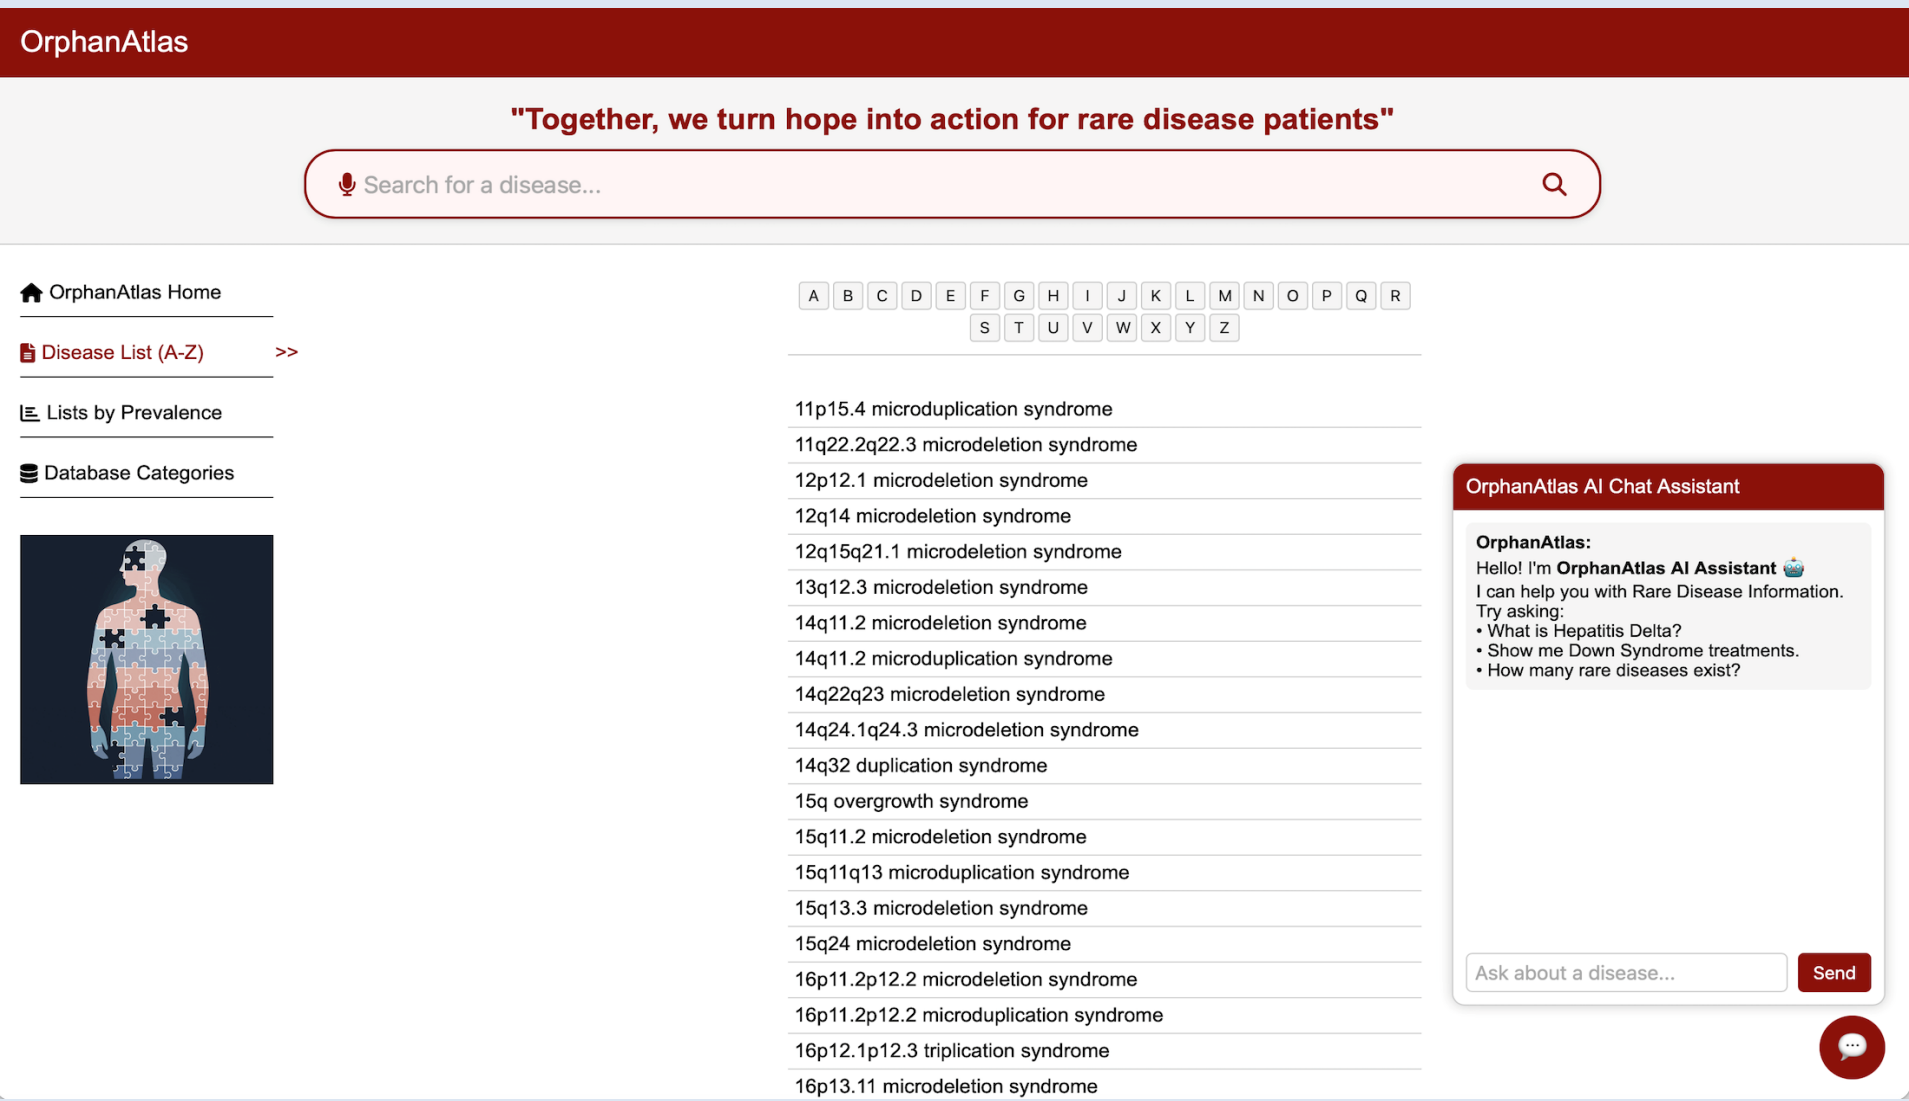 OrphanAtlas
"Together, we turn hope into action for rare disease patients"
Search for a disease...
OrphanAtlas Home
Disease List (A-Z) >>
Lists by Prevalence
Database Categories
A B C D E F G H I J K L M N O P Q R
S T U V W X Y Z
11p15.4 microduplication syndrome
11q22.2q22.3 microdeletion syndrome
12p12.1 microdeletion syndrome
12q14 microdeletion syndrome
12q15q21.1 microdeletion syndrome
13q12.3 microdeletion syndrome
14q11.2 microdeletion syndrome
14q11.2 microduplication syndrome
14q22q23 microdeletion syndrome
14q24.1q24.3 microdeletion syndrome
14q32 duplication syndrome
15q overgrowth syndrome
15q11.2 microdeletion syndrome
15q11q13 microduplication syndrome
15q13.3 microdeletion syndrome
15q24 microdeletion syndrome
16p11.2p12.2 microdeletion syndrome
16p11.2p12.2 microduplication syndrome
16p12.1p12.3 triplication syndrome
16p13.11 microdeletion syndrome
OrphanAtlas AI Chat Assistant
OrphanAtlas:
Hello! I'm OrphanAtlas AI Assistant 🤖
I can help you with Rare Disease Information.
Try asking:
• What is Hepatitis Delta?
• Show me Down Syndrome treatments.
• How many rare diseases exist?
Ask about a disease...
Send